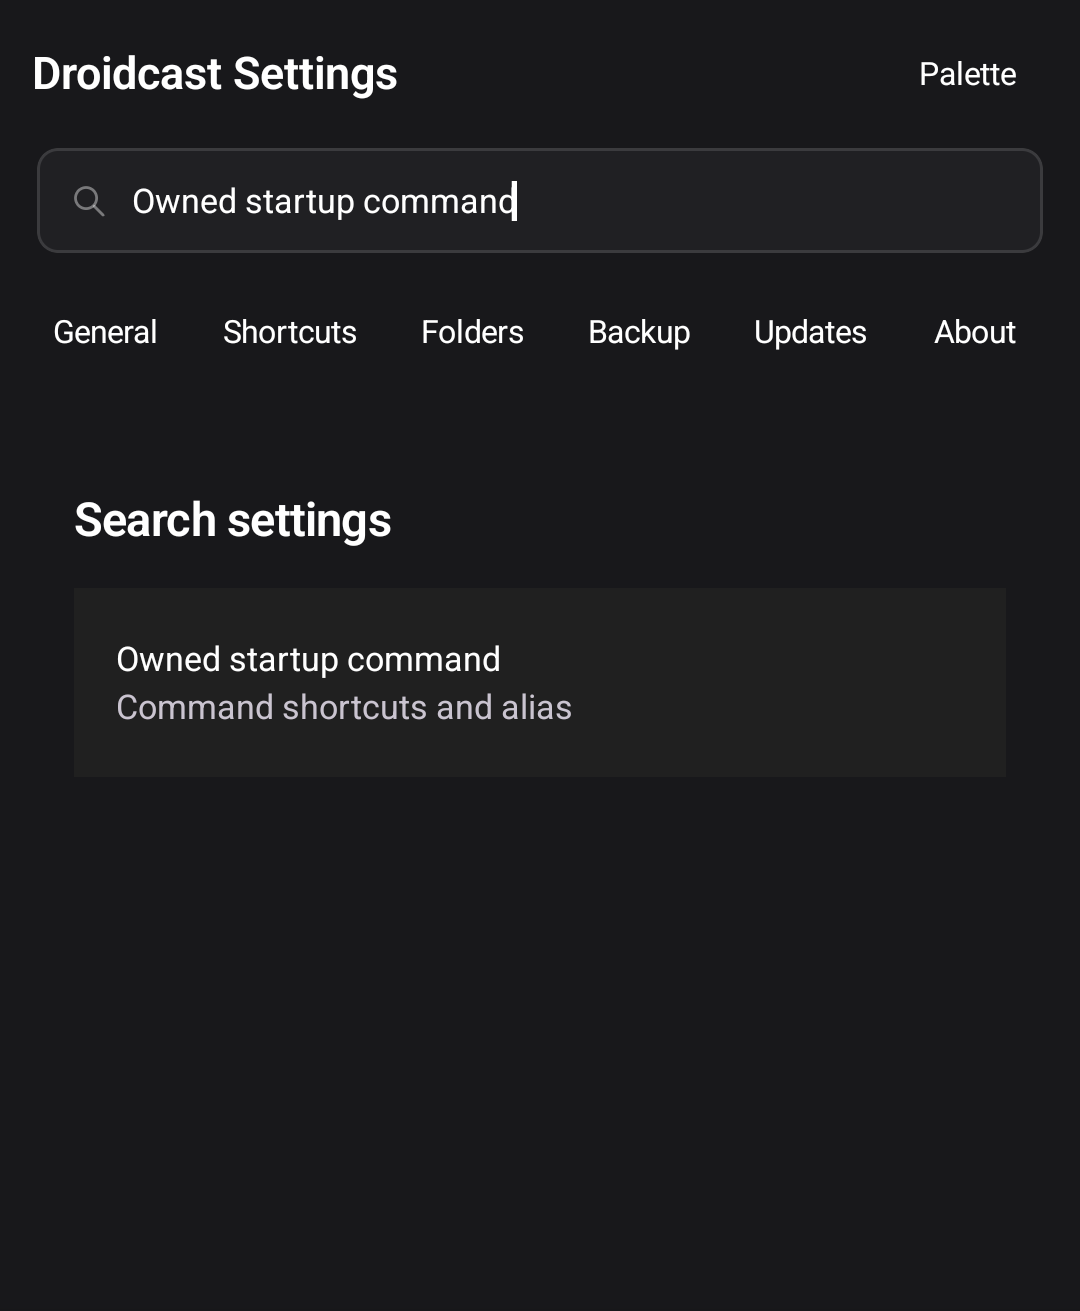 Droidcast Settings
Palette
Owned startup command
General Shortcuts Folders Backup Updates About
Search settings
Owned startup command
Command shortcuts and alias